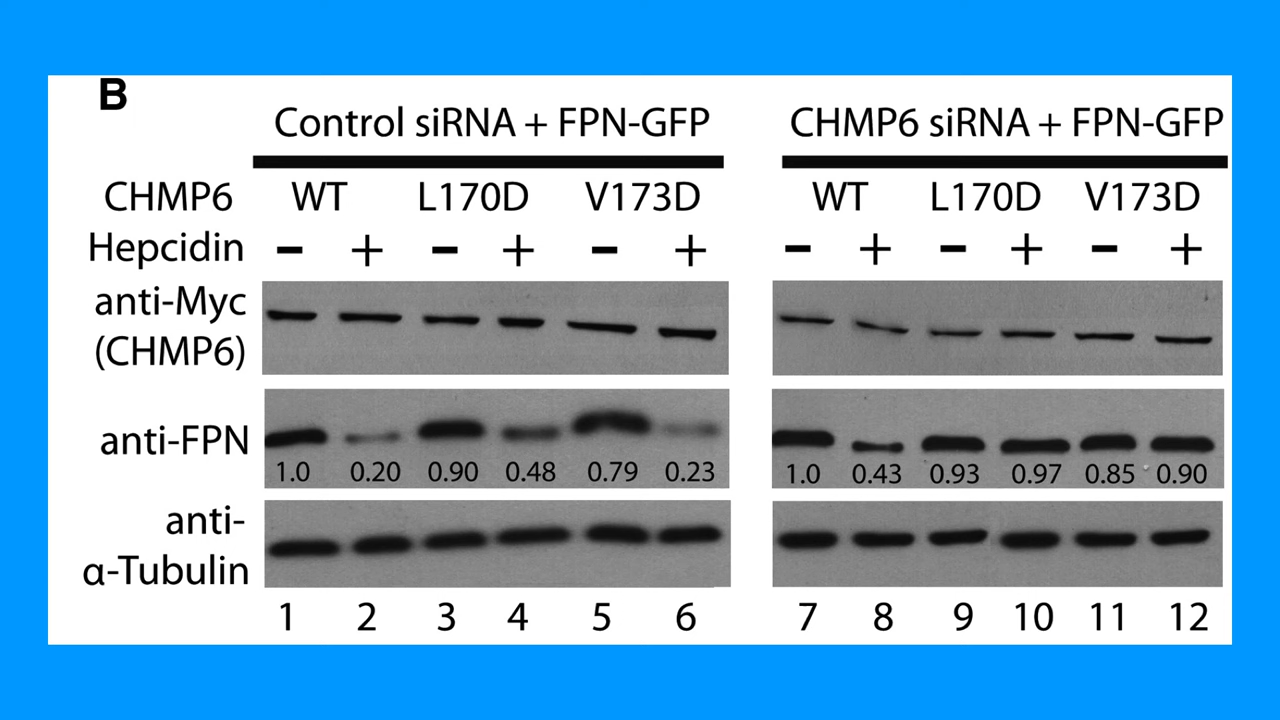 B
Control siRNA + FPN-GFP CHMP6 siRNA + FPN-GFP
CHMP6 WT L170D V173D WT L170D V173D
Hepcidin − + − + − + − + − + − +
anti-Myc
(CHMP6)
anti-FPN
1.0 0.20 0.90 0.48 0.79 0.23 1.0 0.43 0.93 0.97 0.85 0.90
anti-
α-Tubulin
1 2 3 4 5 6 7 8 9 10 11 12